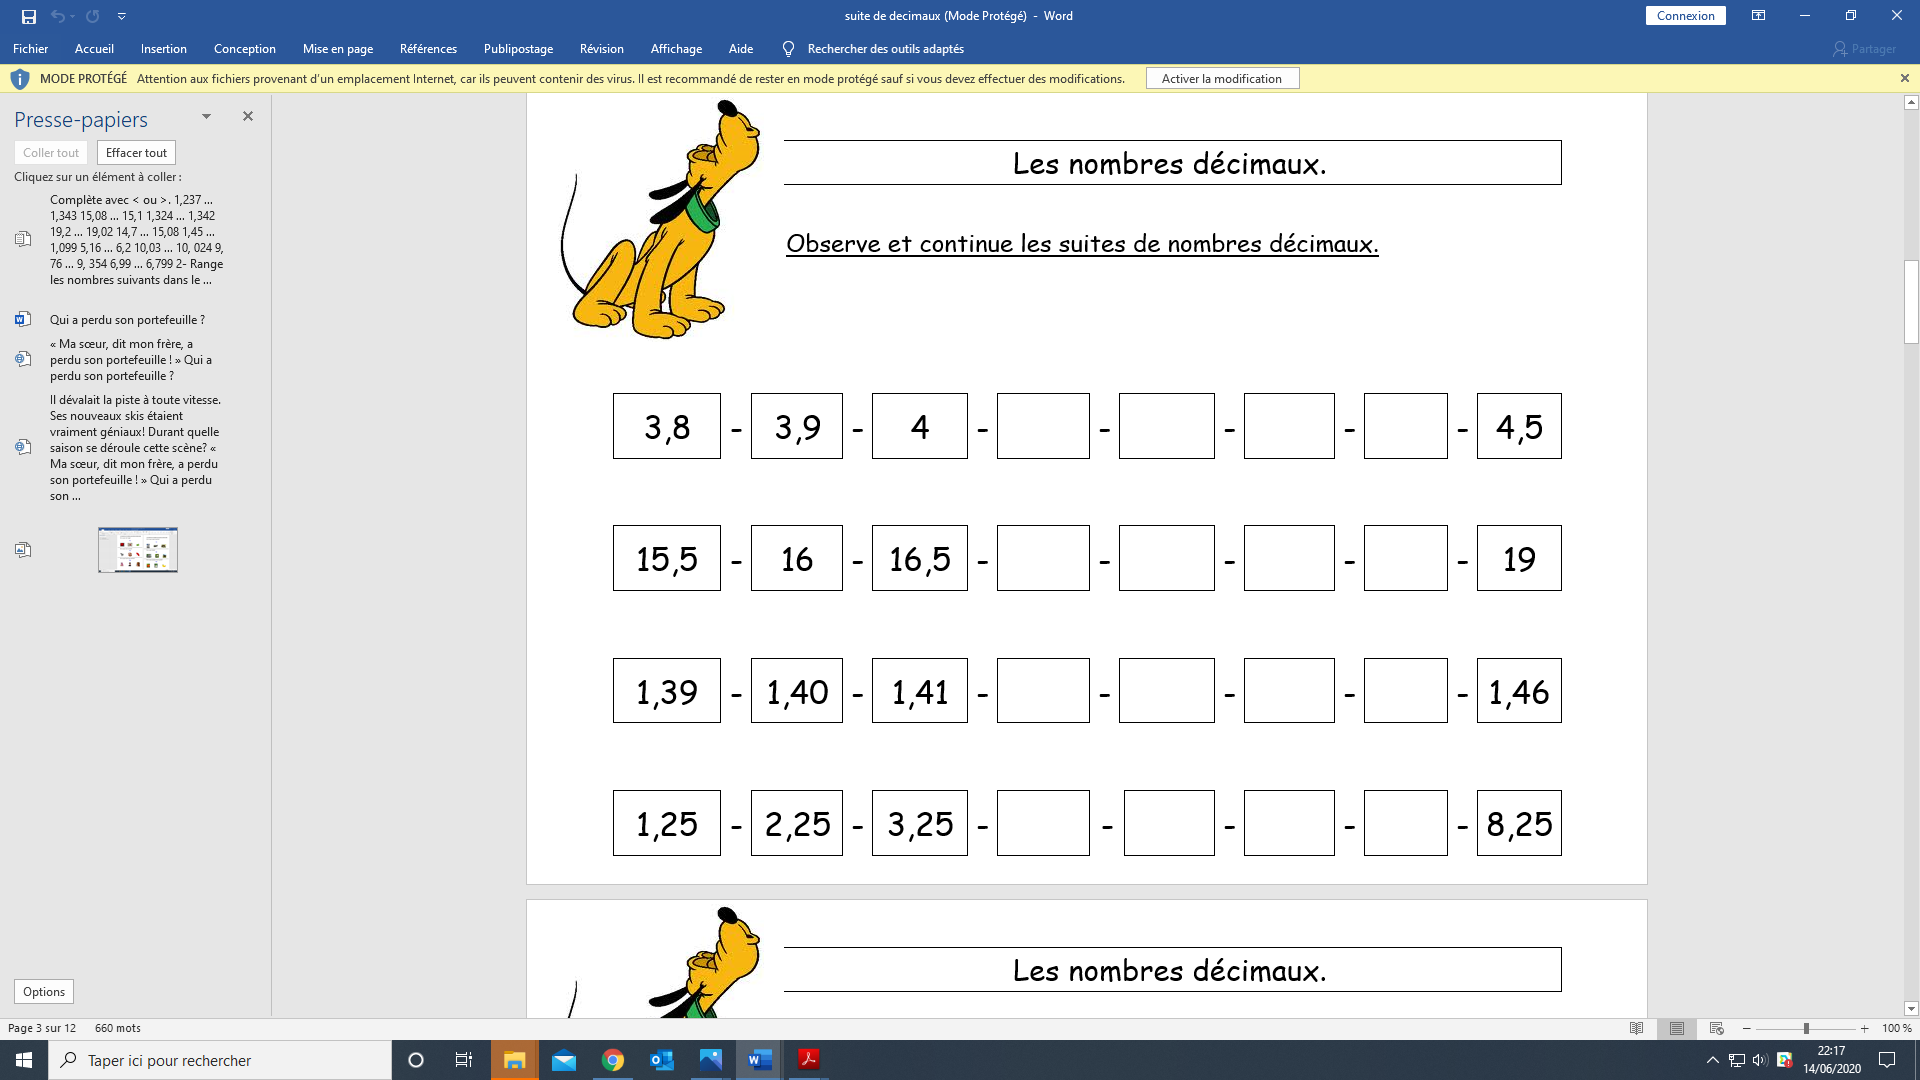 suite de decimaux (Mode Protégé) - Word
Connexion
Fichier Accueil Insertion Conception Mise en page Références Publipostage Révision Affichage Aide Rechercher des outils adaptés Partager
MODE PROTÉGÉ Attention aux fichiers provenant d'un emplacement Internet, car ils peuvent contenir des virus. Il est recommandé de rester en mode protégé sauf si vous devez effectuer des modifications. Activer la modification
Presse-papiers
Coller tout Effacer tout
Cliquez sur un élément à coller :
Complète avec < ou >. 1,237 ...
1,343 15,08 ... 15,1 1,324 ... 1,342
19,2 ... 19,02 14,7 ... 15,08 1,45 ...
1,099 5,16 ... 6,2 10,03 ... 10, 024 9,
76 ... 9, 354 6,99 ... 6,799 2- Range
les nombres suivants dans le ...
Qui a perdu son portefeuille ?
« Ma sœur, dit mon frère, a
perdu son portefeuille ! » Qui a
perdu son portefeuille ?
Il dévalait la piste à toute vitesse.
Ses nouveaux skis étaient
vraiment géniaux! Durant quelle
saison se déroule cette scène? «
Ma sœur, dit mon frère, a perdu
son portefeuille ! » Qui a perdu
son ...
Options
Les nombres décimaux.
Observe et continue les suites de nombres décimaux.
3,8 - 3,9 - 4 - - - - - 4,5
15,5 - 16 - 16,5 - - - - - 19
1,39 - 1,40 - 1,41 - - - - - 1,46
1,25 - 2,25 - 3,25 - - - - - 8,25
Les nombres décimaux.
Page 3 sur 12 660 mots
100 %
Taper ici pour rechercher
22:17
14/06/2020